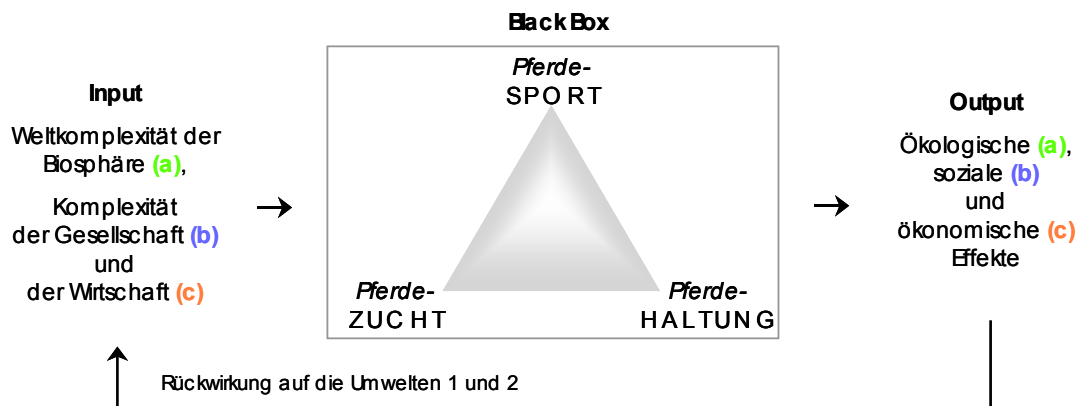 Black Box
Input
Weltkomplexität der
Biosphäre (a),
Komplexität
der Gesellschaft (b)
und
der Wirtschaft (c)
Pferde-
SPORT
Pferde-
ZUCHT
Pferde-
HALTUNG
Output
Ökologische (a),
soziale (b)
und
ökonomische (c)
Effekte
Rückwirkung auf die Umwelten 1 und 2